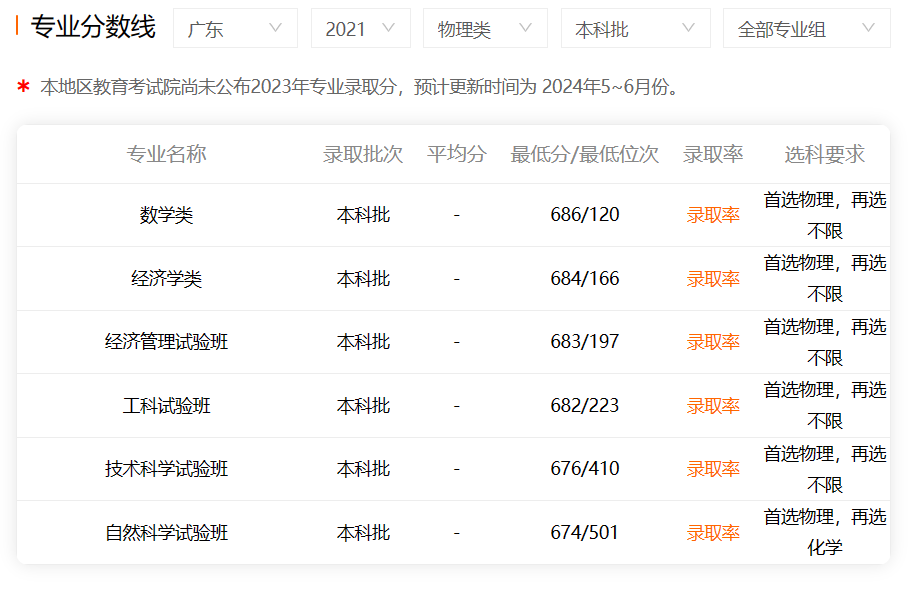 专业分数线 广东 2021 物理类 本科批 全部专业组
* 本地区教育考试院尚未公布2023年专业录取分，预计更新时间为 2024年5~6月份。
专业名称 录取批次 平均分 最低分/最低位次 录取率 选科要求
数学类 本科批 - 686/120 录取率 首选物理，再选
不限
经济学类 本科批 - 684/166 录取率 首选物理，再选
不限
经济管理试验班 本科批 - 683/197 录取率 首选物理，再选
不限
工科试验班 本科批 - 682/223 录取率 首选物理，再选
不限
技术科学试验班 本科批 - 676/410 录取率 首选物理，再选
不限
自然科学试验班 本科批 - 674/501 录取率 首选物理，再选
化学